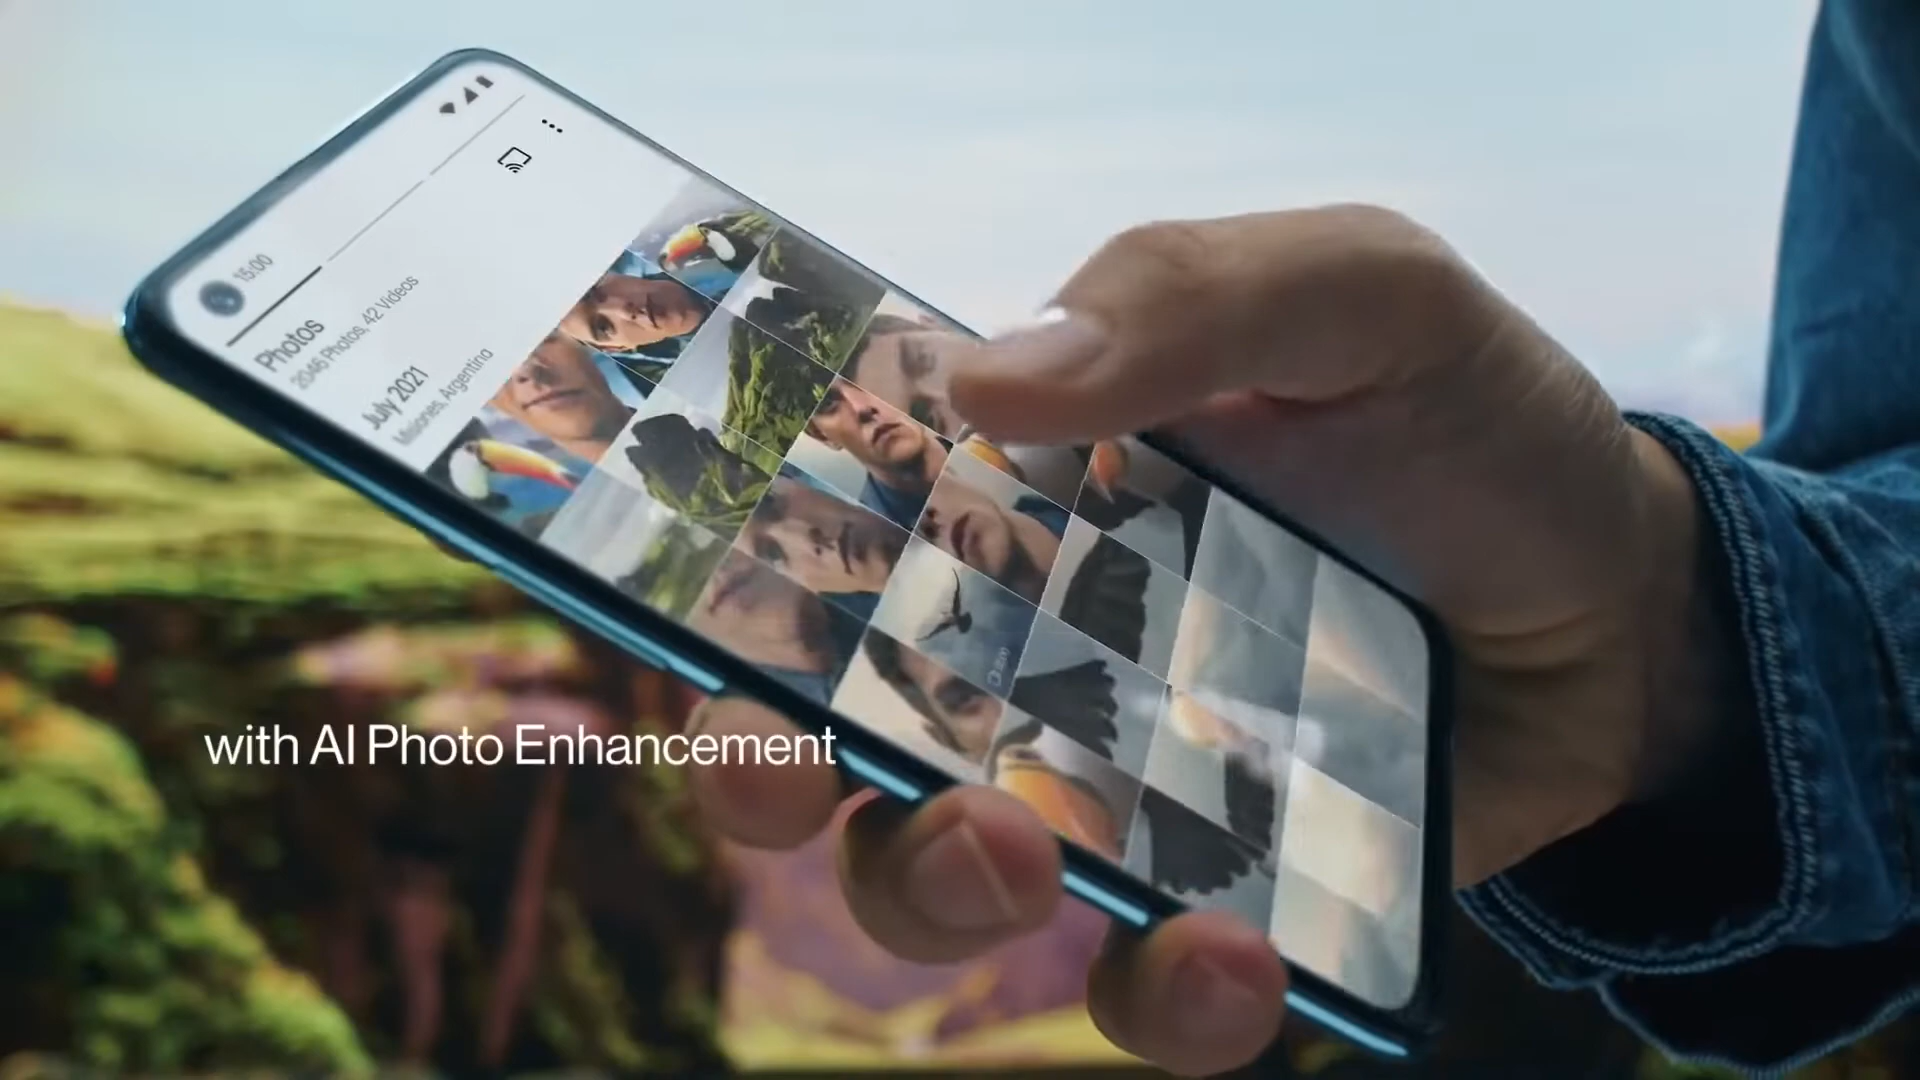 15:00
Photos
2046 Photos, 42 Videos
July 2021
Misiones, Argentina
with AI Photo Enhancement